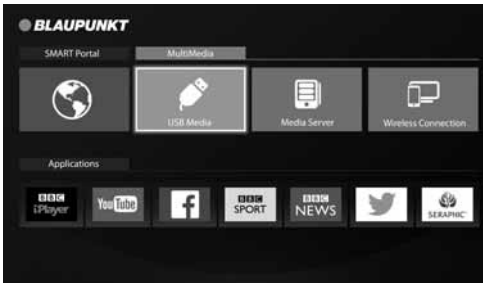 BLAUPUNKT
SMART Portal MultiMedia
USB Media Media Server Wireless Connection
Applications
BBC iPlayer YouTube f BBC SPORT BBC NEWS SERAPHIC